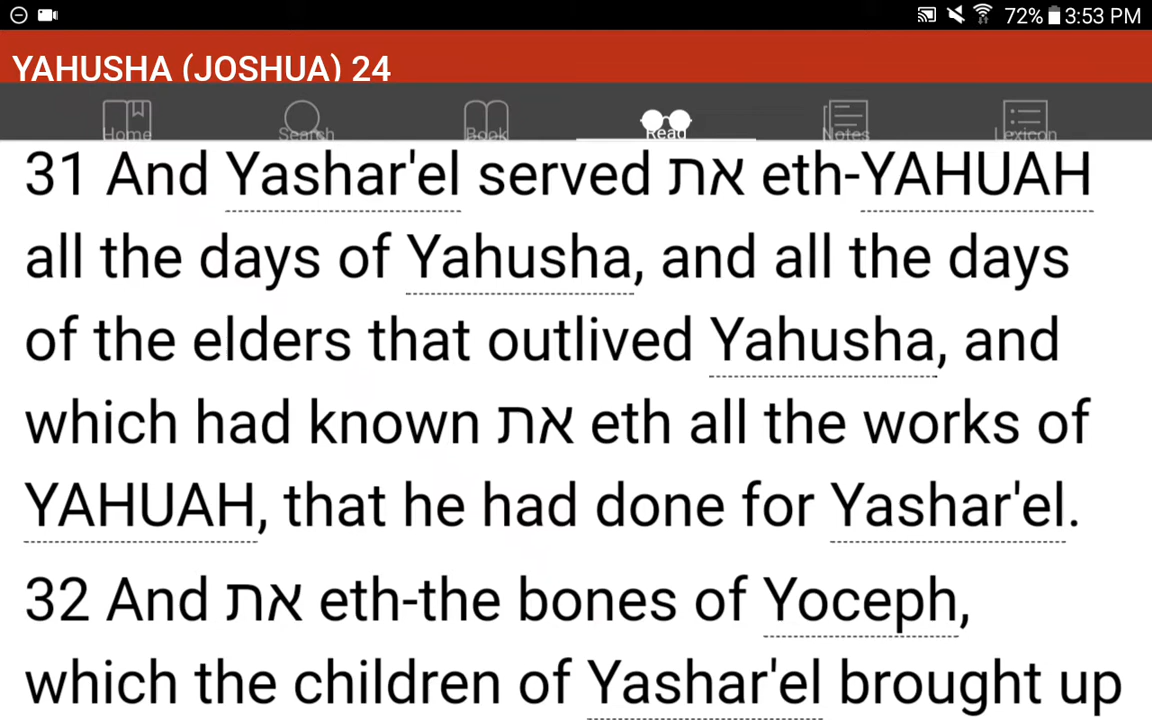 72% 3:53 PM
YAHUSHA (JOSHUA) 24
Home Search Book Read Notes Lexicon
31 And Yashar'el served את eth-YAHUAH
all the days of Yahusha, and all the days
of the elders that outlived Yahusha, and
which had known את eth all the works of
YAHUAH, that he had done for Yashar'el.
32 And את eth-the bones of Yoceph,
which the children of Yashar'el brought up